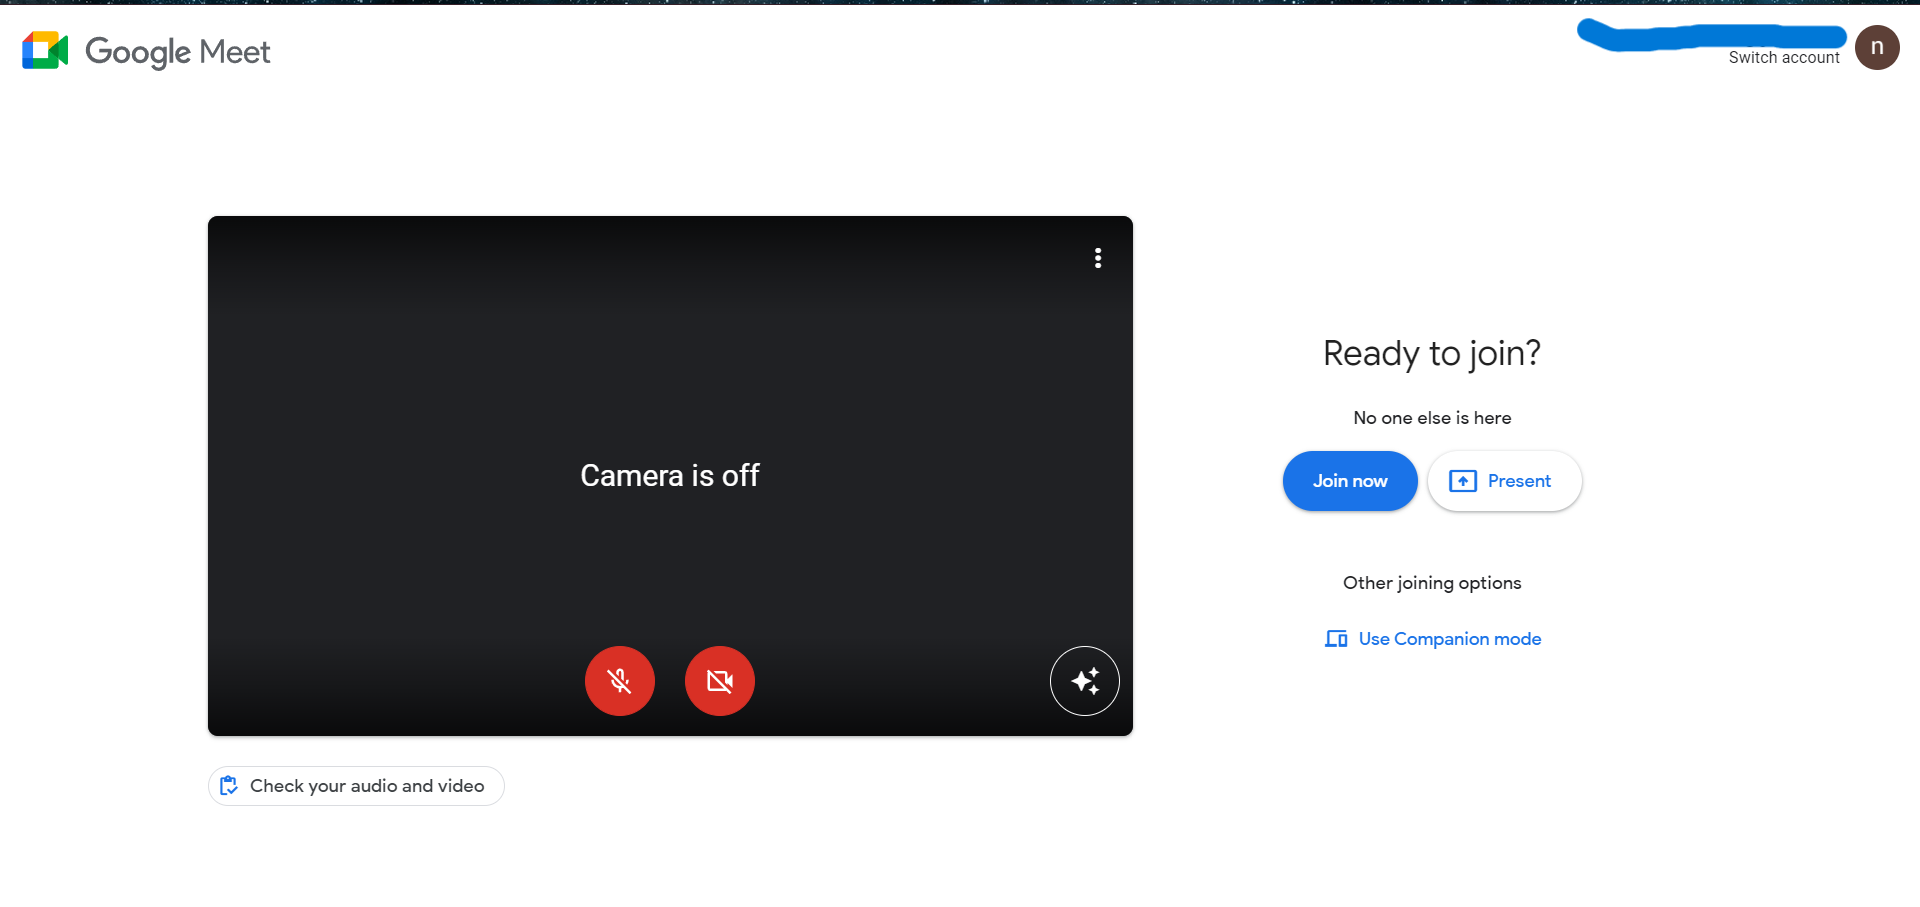 Google Meet
Switch account
n
Camera is off
Check your audio and video
Ready to join?
No one else is here
Join now
Present
Other joining options
Use Companion mode